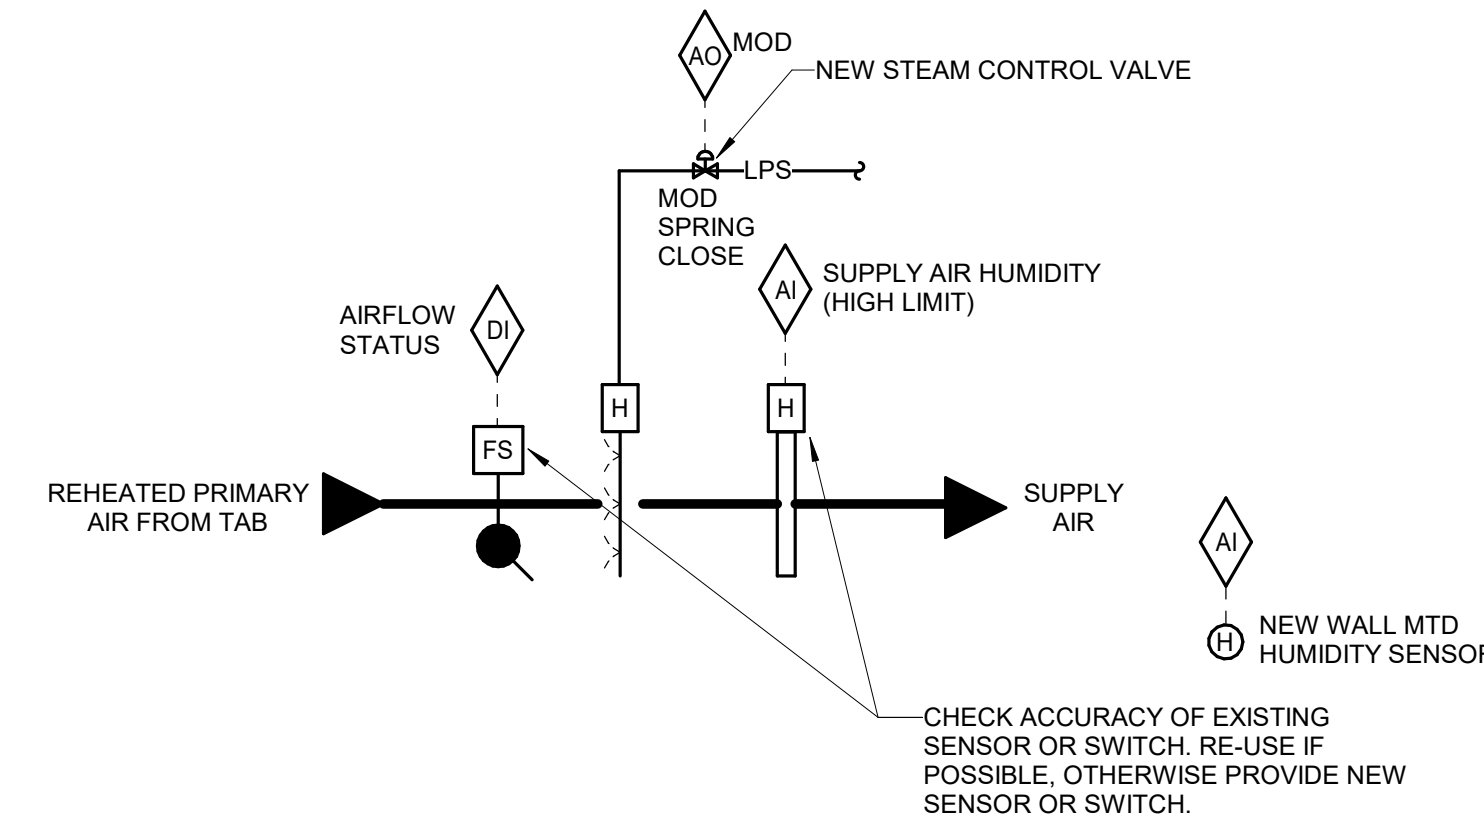 AO
MOD
NEW STEAM CONTROL VALVE
LPS
MOD
SPRING
CLOSE
AI
SUPPLY AIR HUMIDITY
(HIGH LIMIT)
AIRFLOW
STATUS
DI
H
H
FS
REHEATED PRIMARY
AIR FROM TAB
SUPPLY
AIR
AI
H
NEW WALL MTD
HUMIDITY SENSOR
CHECK ACCURACY OF EXISTING
SENSOR OR SWITCH. RE-USE IF
POSSIBLE, OTHERWISE PROVIDE NEW
SENSOR OR SWITCH.